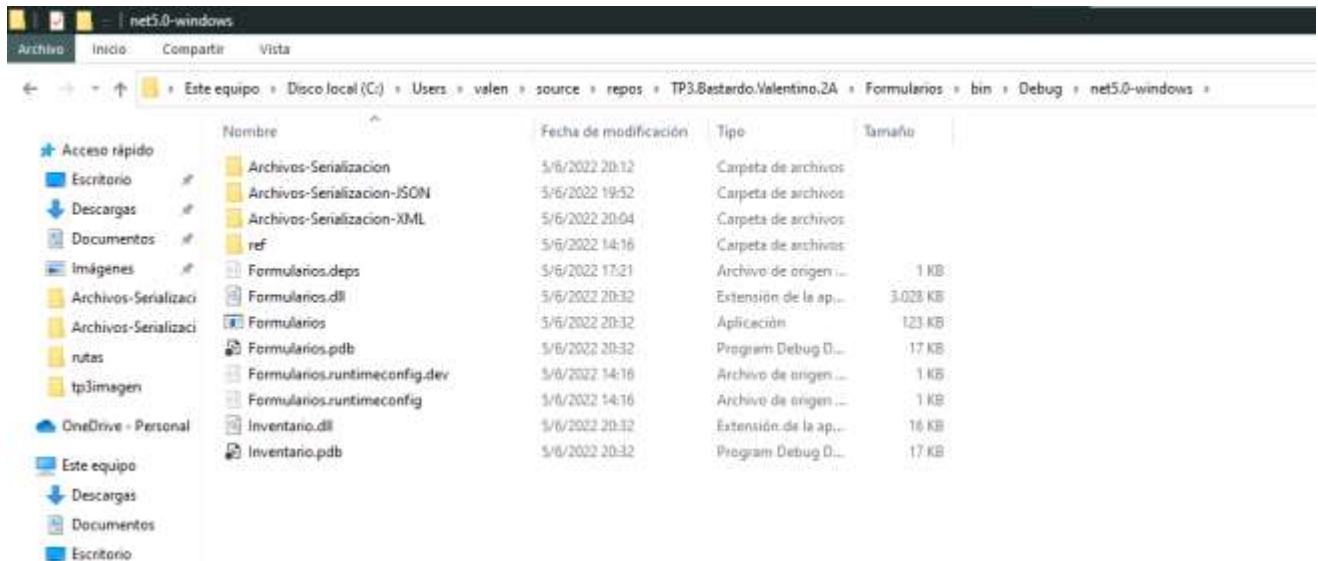 net5.0-windows
Archivo Inicio Compartir Vista
Este equipo Disco local (C:) Users valen source repos TP3.Bastardo.Valentino.2A Formularios bin Debug net5.0-windows
Nombre Fecha de modificación Tipo Tamaño
Acceso rápido
Archivos-Serializacion 5/6/2022 20:12 Carpeta de archivos
Escritorio
Archivos-Serializacion-JSON 5/6/2022 19:52 Carpeta de archivos
Descargas
Archivos-Serializacion-XML 5/6/2022 20:04 Carpeta de archivos
Documentos
ref 5/6/2022 14:16 Carpeta de archivos
Imágenes
Formularios.deps 5/6/2022 17:21 Archivo de origen ... 1 KB
Archivos-Serializaci
Formularios.dll 5/6/2022 20:32 Extensión de la ap... 3.028 KB
Archivos-Serializaci
Formularios 5/6/2022 20:32 Aplicación 123 KB
rutas
Formularios.pdb 5/6/2022 20:32 Program Debug D... 17 KB
tp3imagen
Formularios.runtimeconfig.dev 5/6/2022 14:16 Archivo de origen ... 1 KB
Formularios.runtimeconfig 5/6/2022 14:16 Archivo de origen ... 1 KB
OneDrive - Personal
Inventario.dll 5/6/2022 20:32 Extensión de la ap... 16 KB
Inventario.pdb 5/6/2022 20:32 Program Debug D... 17 KB
Este equipo
Descargas
Documentos
Escritorio